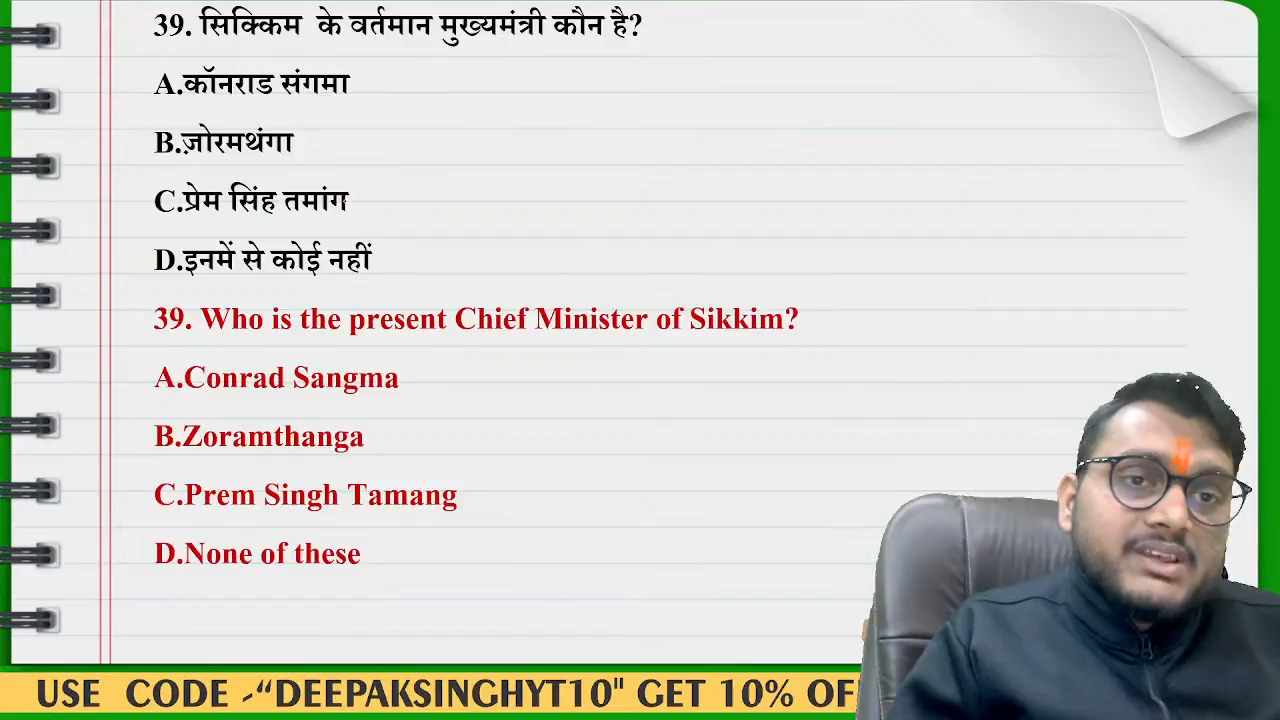 39. सिक्किम के वर्तमान मुख्यमंत्री कौन है?
A.कॉनराड संगमा
B.ज़ोरमथंगा
C.प्रेम सिंह तमांग
D.इनमें से कोई नहीं
39. Who is the present Chief Minister of Sikkim?
A.Conrad Sangma
B.Zoramthanga
C.Prem Singh Tamang
D.None of these
USE CODE -“DEEPAKSINGHYT10" GET 10% OF